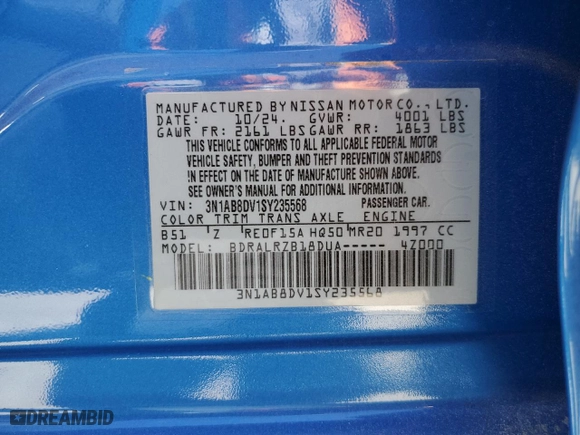 MANUFACTURED BY NISSAN MOTOR CO., LTD.
DATE: 10/24. GVWR: 4001 LBS
GAWR FR: 2161 LBS GAWR RR: 1863 LBS
THIS VEHICLE CONFORMS TO ALL APPLICABLE FEDERAL MOTOR
VEHICLE SAFETY, BUMPER AND THEFT PREVENTION STANDARDS
IN EFFECT ON THE DATE OF MANUFACTURE SHOWN ABOVE.
SEE OWNER'S MANUAL FOR ADDITIONAL INFORMATION.
VIN: 3N1AB8DV1SY235568 PASSENGER CAR.
COLOR TRIM TRANS AXLE ENGINE
B51 Z RE0F15A HQ50 MR20 1997 CC
MODEL: BDRALRZB18DUA----- 4Z000
3N1AB8DV1SY235568
DREAMBID